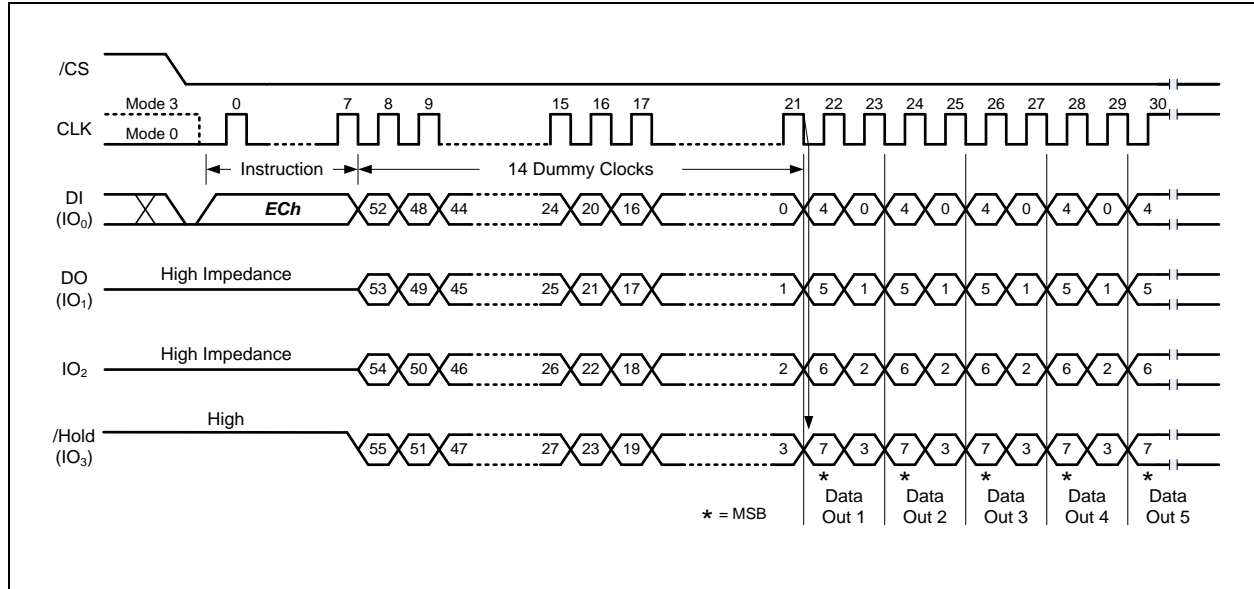 /CS
Mode 3 0 7 8 9 15 16 17 21 22 23 24 25 26 27 28 29 30
CLK
Mode 0
Instruction 14 Dummy Clocks
DI
(IO0)
ECh 52 48 44 24 20 16 0 4 0 4 0 4 0 4 0 4
DO
(IO1)
High Impedance 53 49 45 25 21 17 1 5 1 5 1 5 1 5 1 5
IO2
High Impedance 54 50 46 26 22 18 2 6 2 6 2 6 2 6 2 6
/Hold
(IO3)
High 55 51 47 27 23 19 3 7 3 7 3 7 3 7 3 7
* * * * *
* = MSB
Data Out 1
Data Out 2
Data Out 3
Data Out 4
Data Out 5